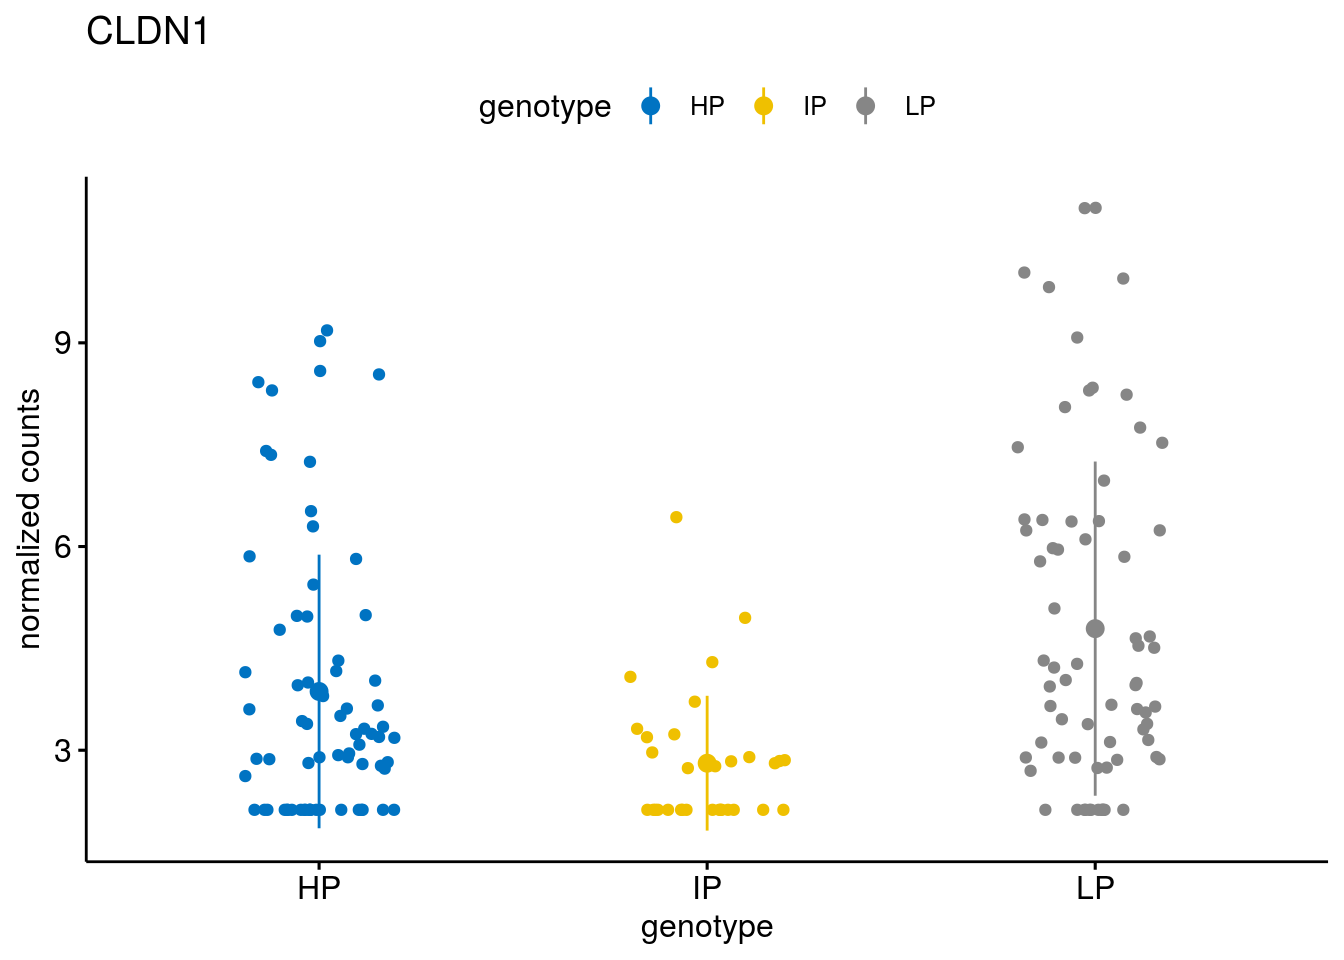 CLDN1
genotype HP IP LP
9
6
3
normalized counts
HP IP LP
genotype